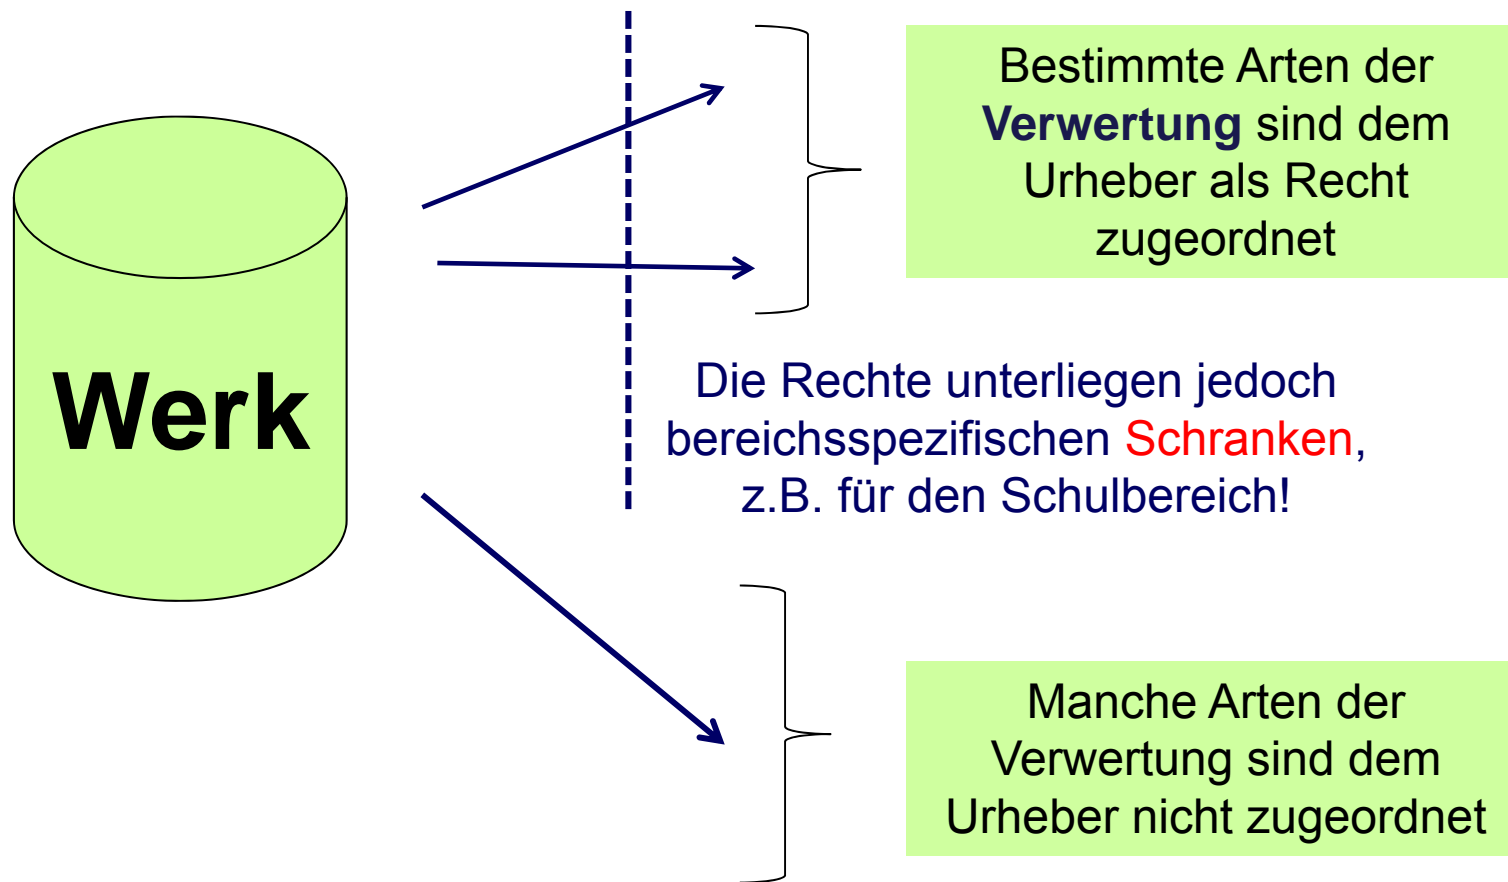 Werk
Bestimmte Arten der
Verwertung sind dem
Urheber als Recht
zugeordnet
Die Rechte unterliegen jedoch
bereichsspezifischen Schranken,
z.B. für den Schulbereich!
Manche Arten der
Verwertung sind dem
Urheber nicht zugeordnet